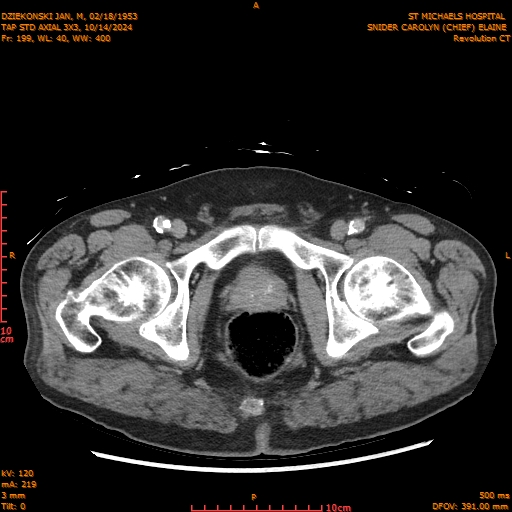 A
DZIEKONSKI JAN, M, 02/18/1953
TAP STD AXIAL 3X3, 10/14/2024
Fr: 199, WL: 40, WW: 400
ST MICHAELS HOSPITAL
SNIDER CAROLYN (CHIEF) ELAINE
Revolution CT
R
L
10
cm
kV: 120
mA: 219
3 mm
Tilt: 0
P
10cm
500 ms
DFOV: 391.00 mm